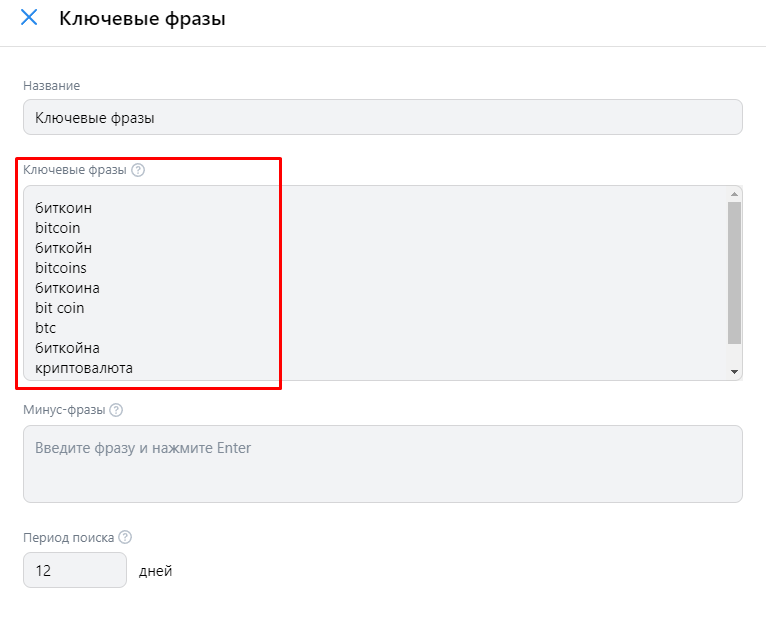 Ключевые фразы
Название
Ключевые фразы
Ключевые фразы
биткоин
bitcoin
биткойн
bitcoins
биткоина
bit coin
btc
биткойна
криптовалюта
Минус-фразы
Введите фразу и нажмите Enter
Период поиска
12 дней